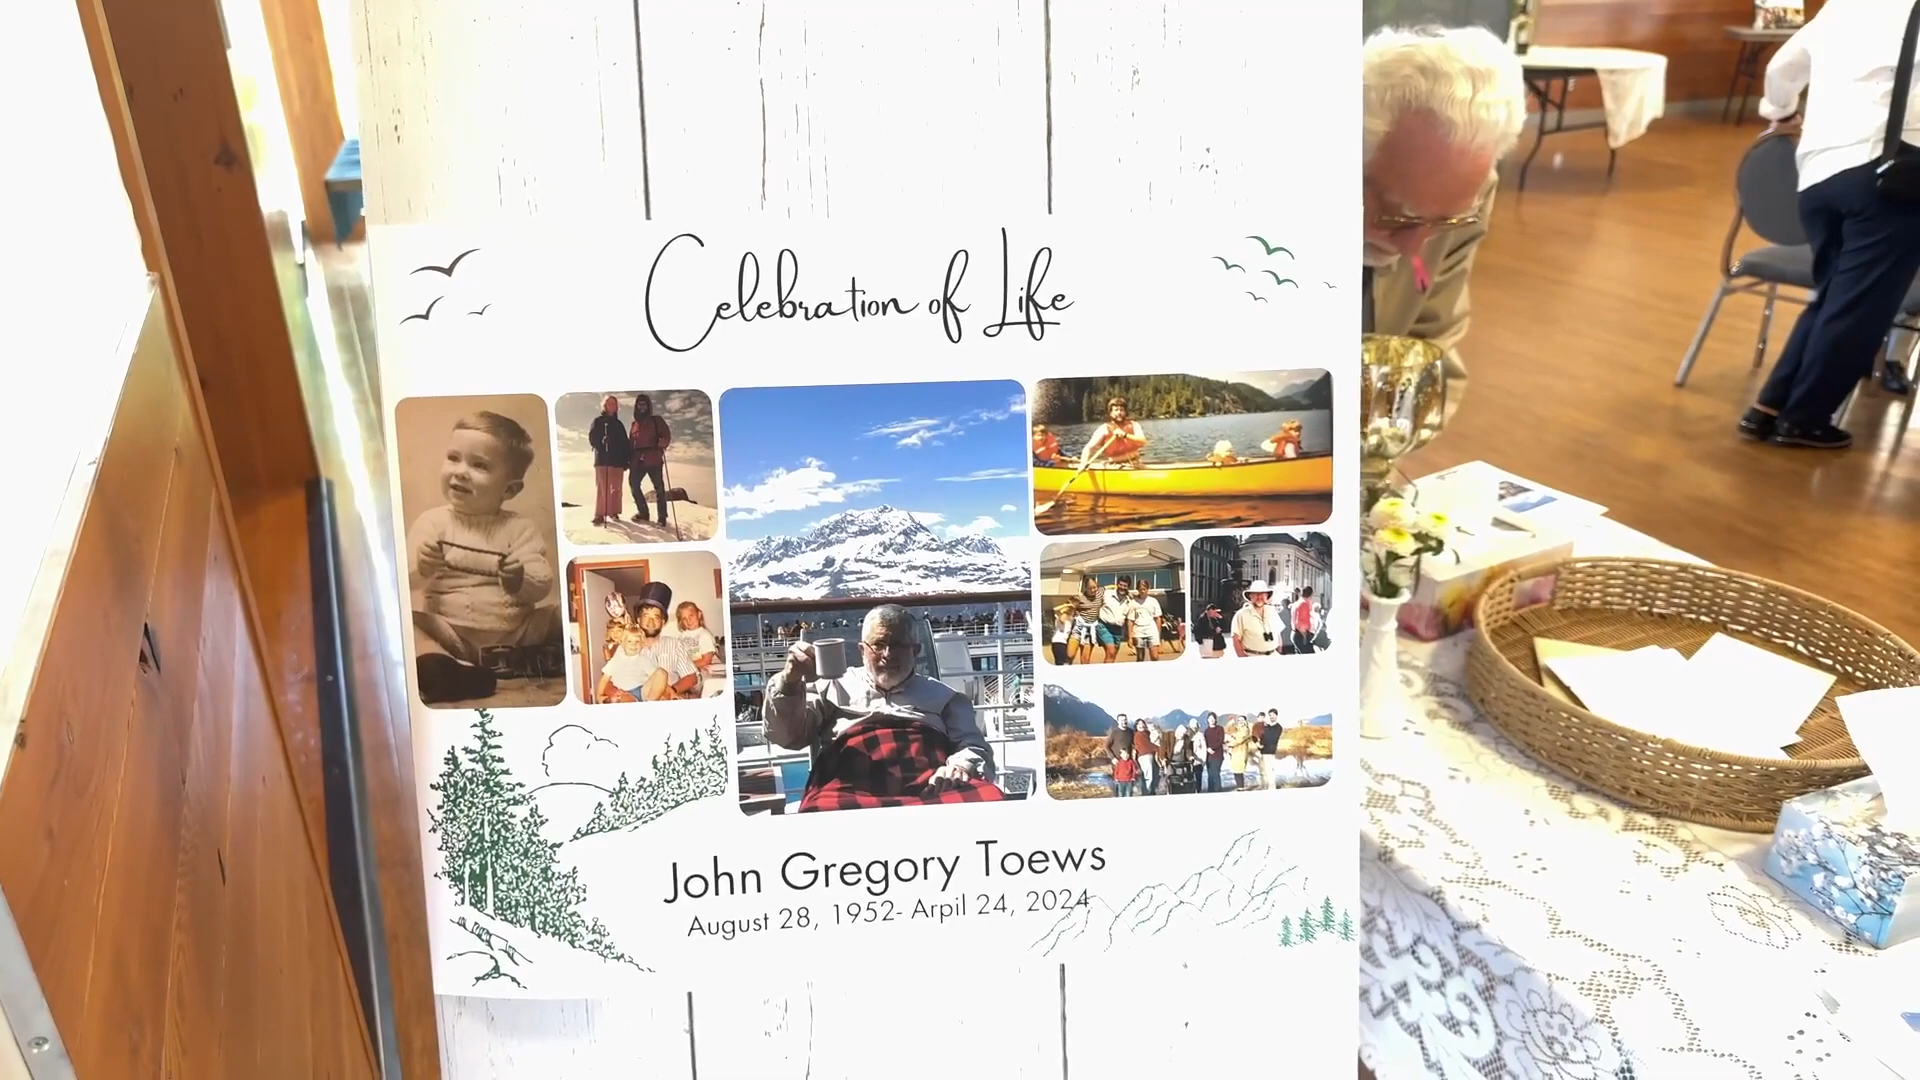 Celebration of Life
John Gregory Toews
August 28, 1952- Arpil 24, 2024